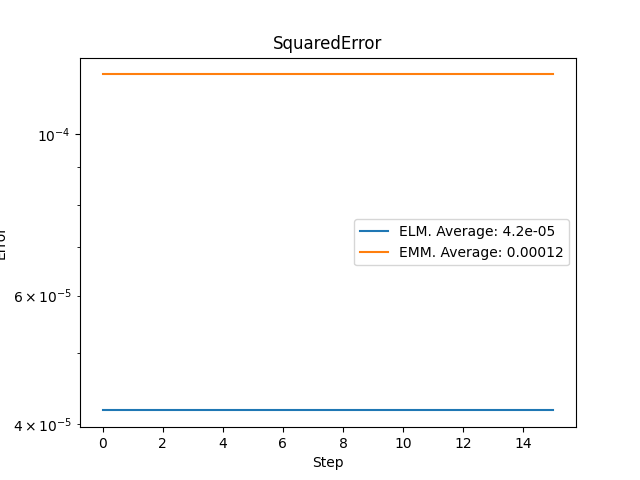 SquaredError
10⁻⁴
ELM. Average: 4.2e-05
EMM. Average: 0.00012
6 × 10⁻⁵
4 × 10⁻⁵
0 2 4 6 8 10 12 14
Step